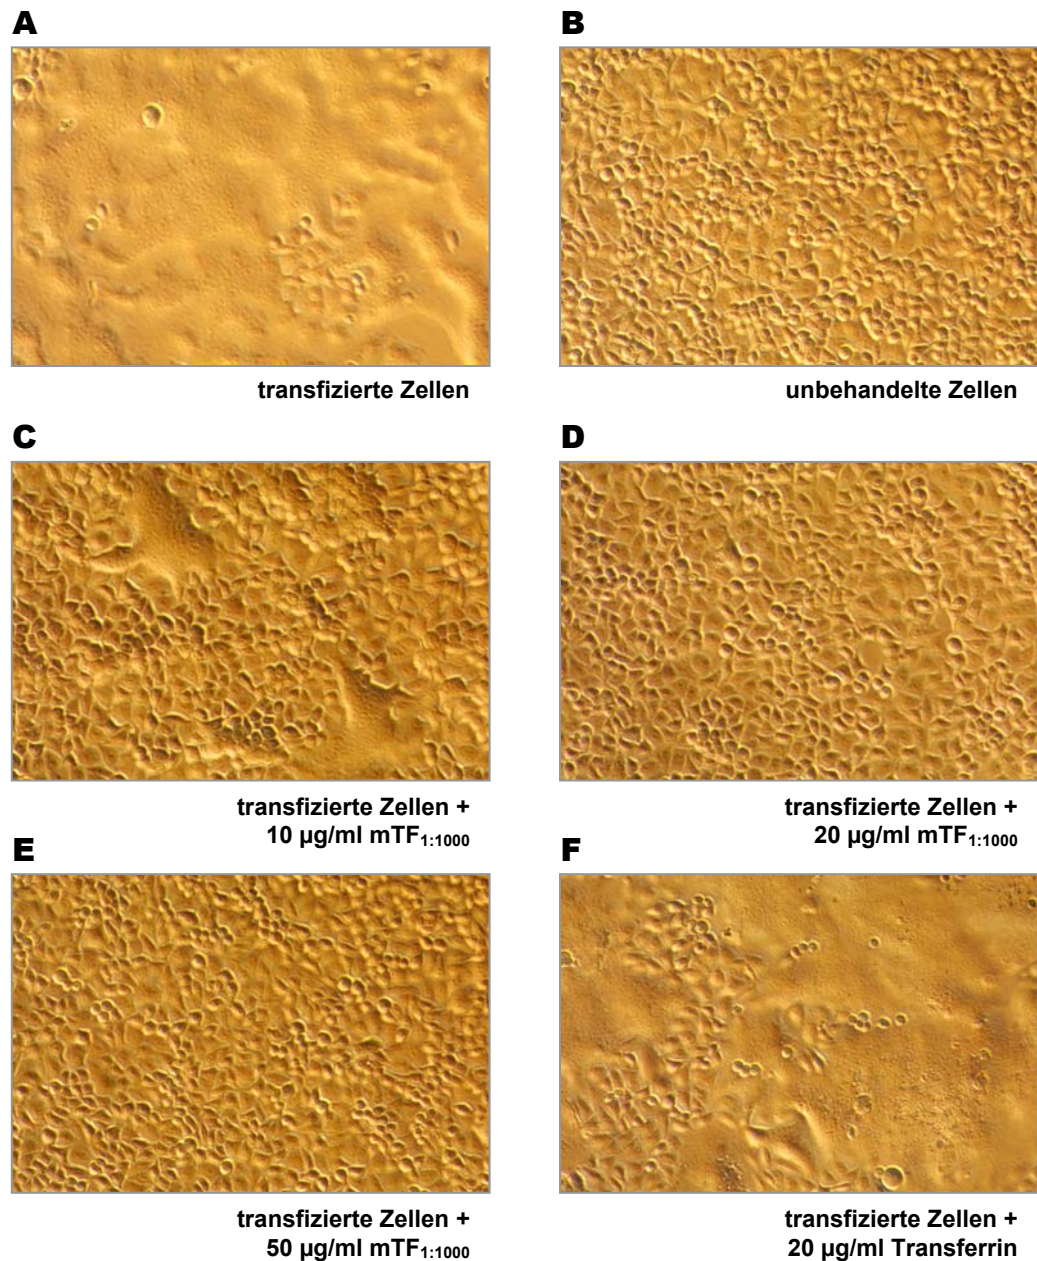 A
B
transfizierte Zellen
unbehandelte Zellen
C
D
transfizierte Zellen +
10 µg/ml mTF1:1000
transfizierte Zellen +
20 µg/ml mTF1:1000
E
F
transfizierte Zellen +
50 µg/ml mTF1:1000
transfizierte Zellen +
20 µg/ml Transferrin